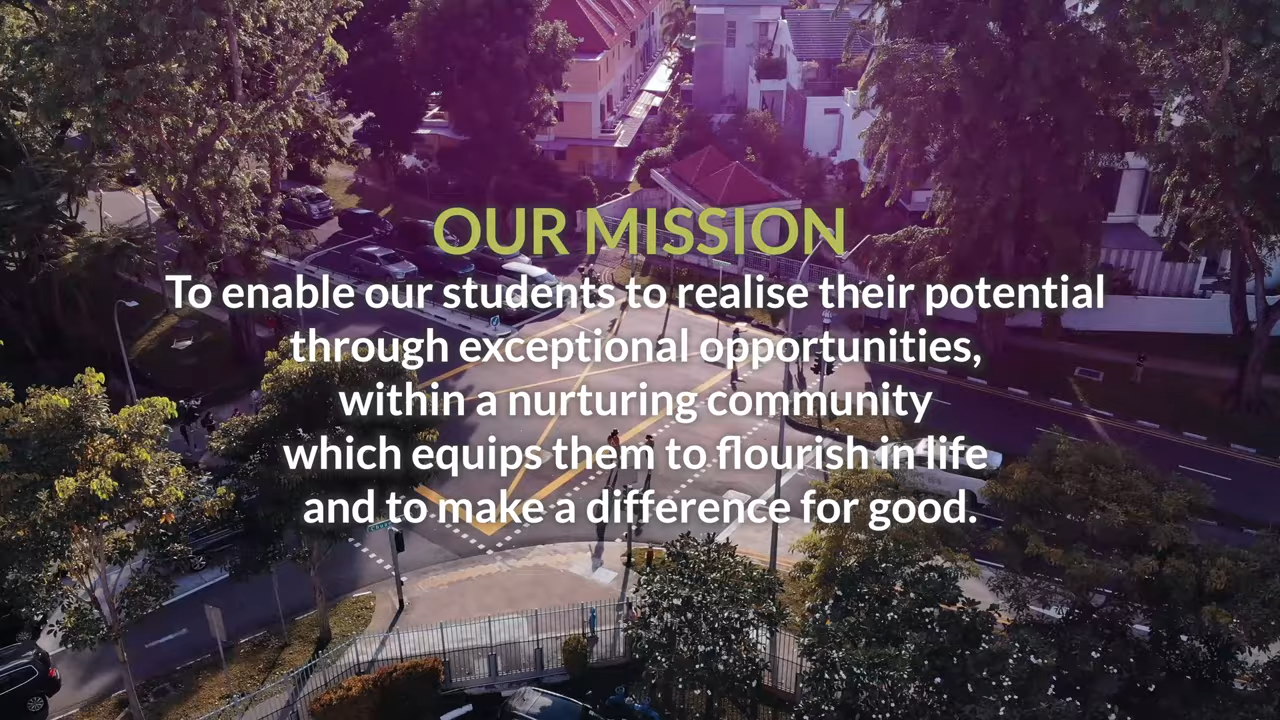 OUR MISSION
To enable our students to realise their potential
through exceptional opportunities,
within a nurturing community
which equips them to flourish in life
and to make a difference for good.